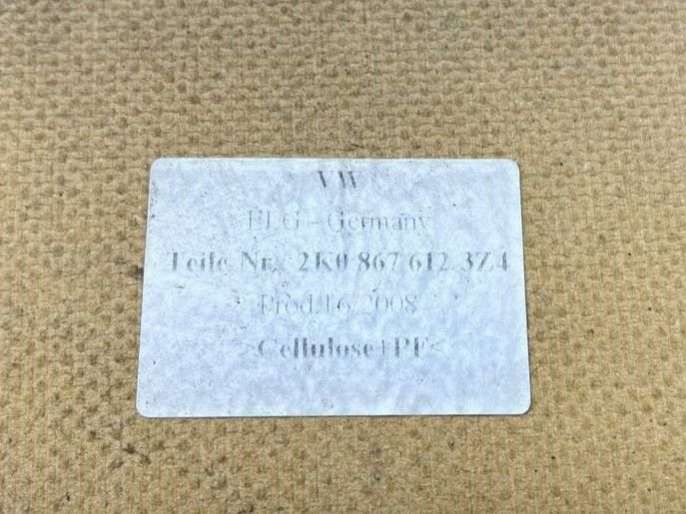 VW
Germany
Teile Nr. 2K0 867 612 3Z4
Prod.16/2008
>Cellulose+PF<